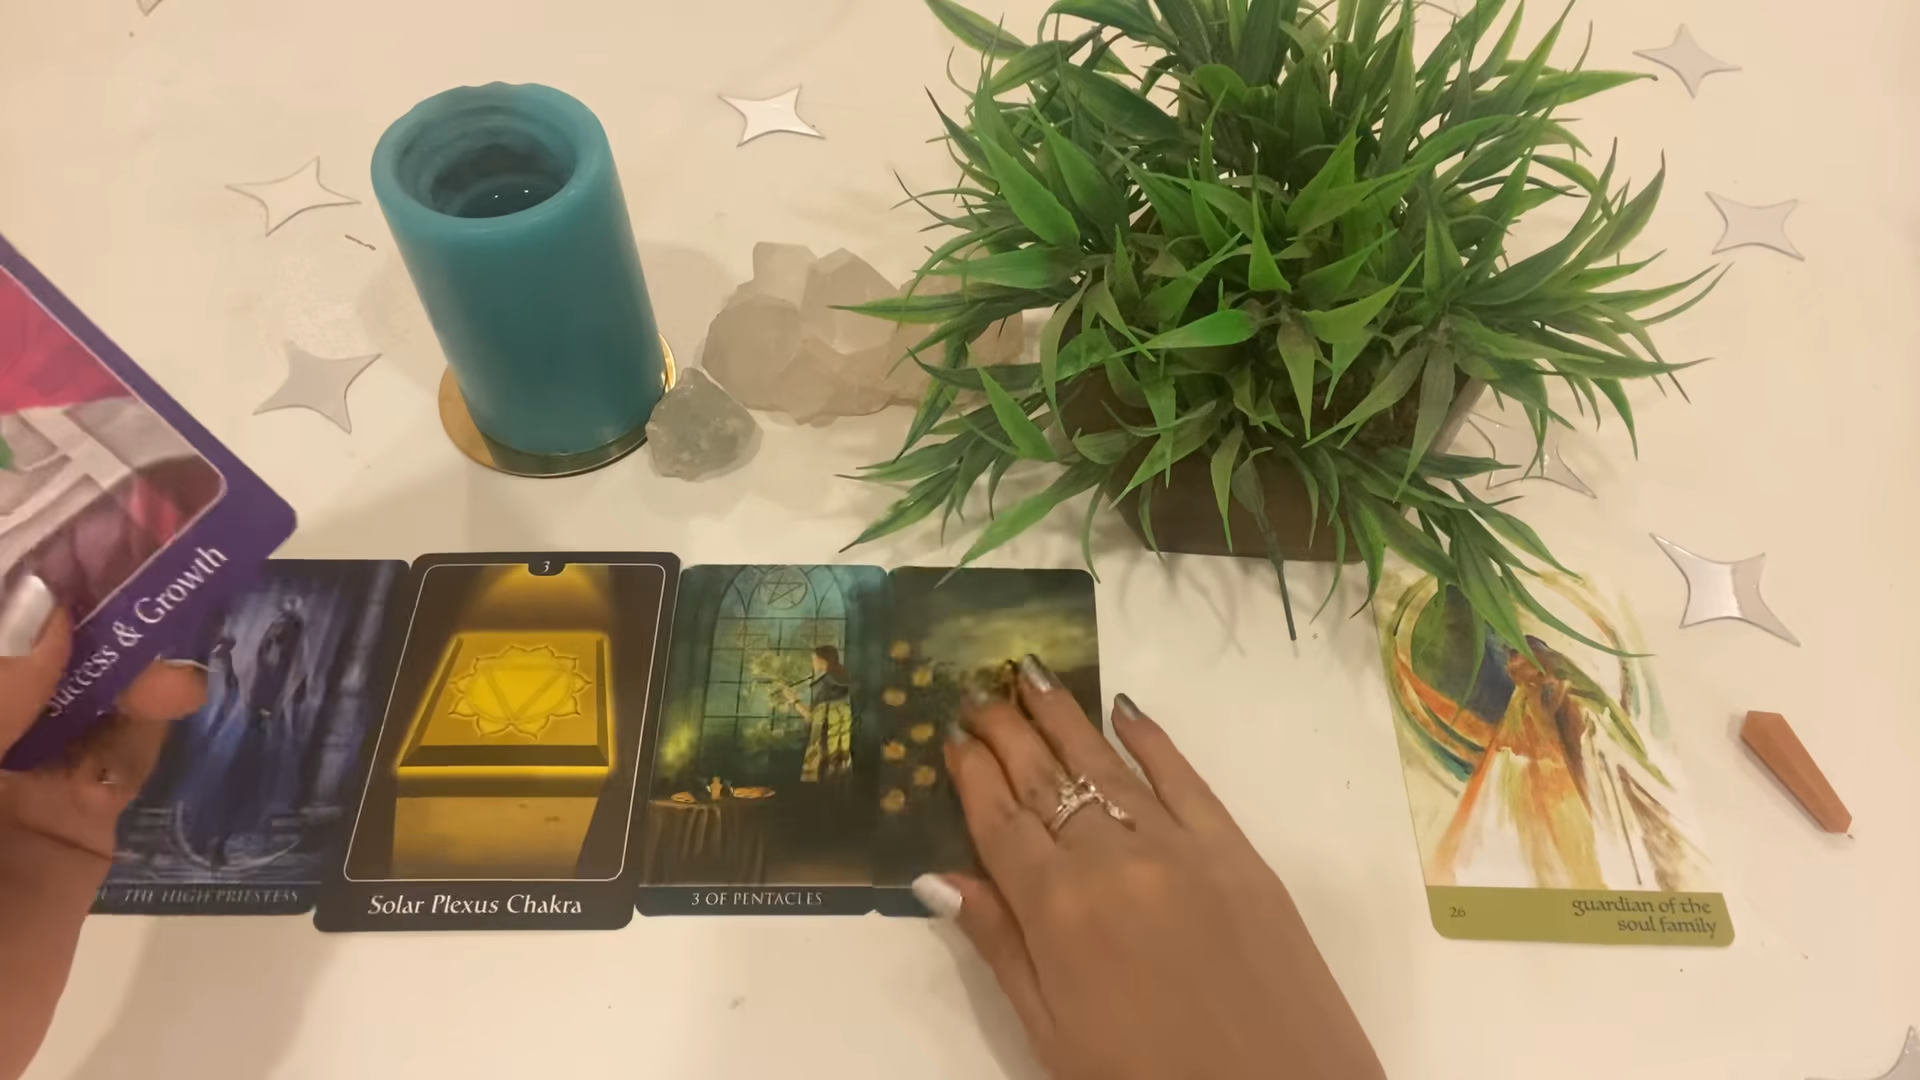 Success & Growth
THE HIGH PRIESTESS
3
Solar Plexus Chakra
3 OF PENTACLES
26
guardian of the
soul family